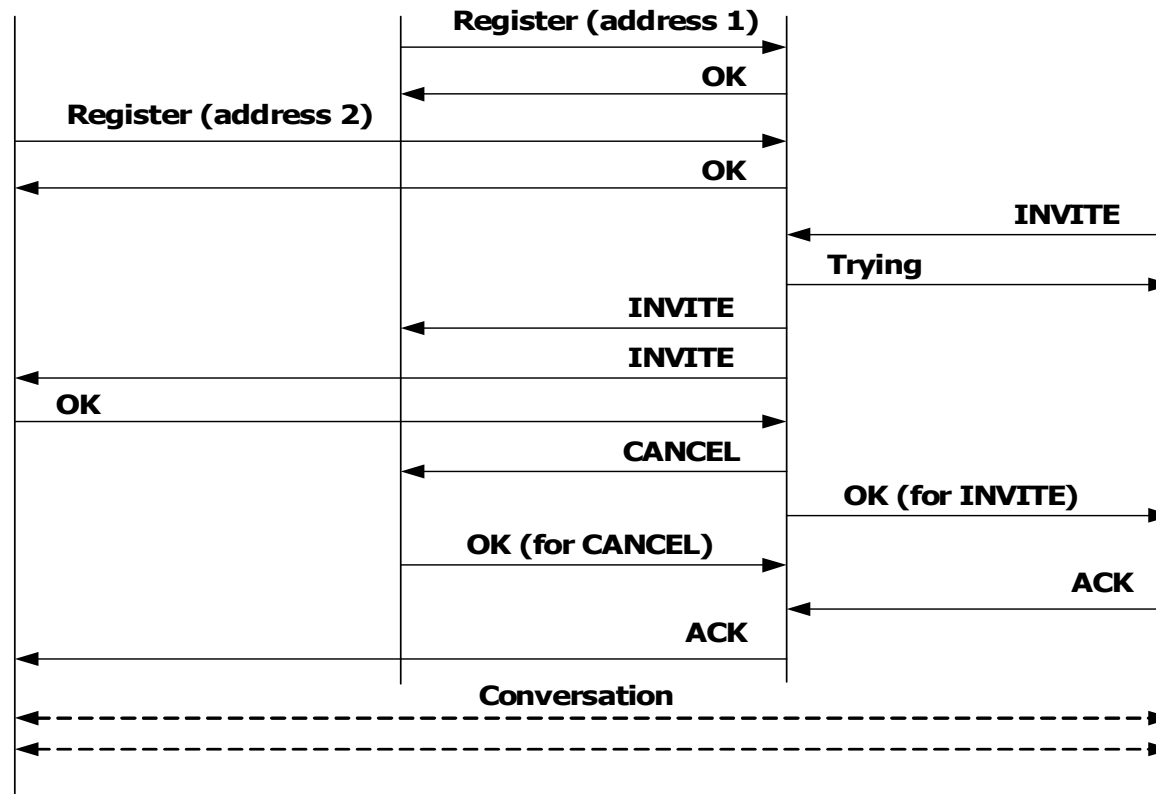 Register (address 1)
OK
Register (address 2)
OK
INVITE
Trying
INVITE
INVITE
OK
CANCEL
OK (for INVITE)
OK (for CANCEL)
ACK
ACK
Conversation